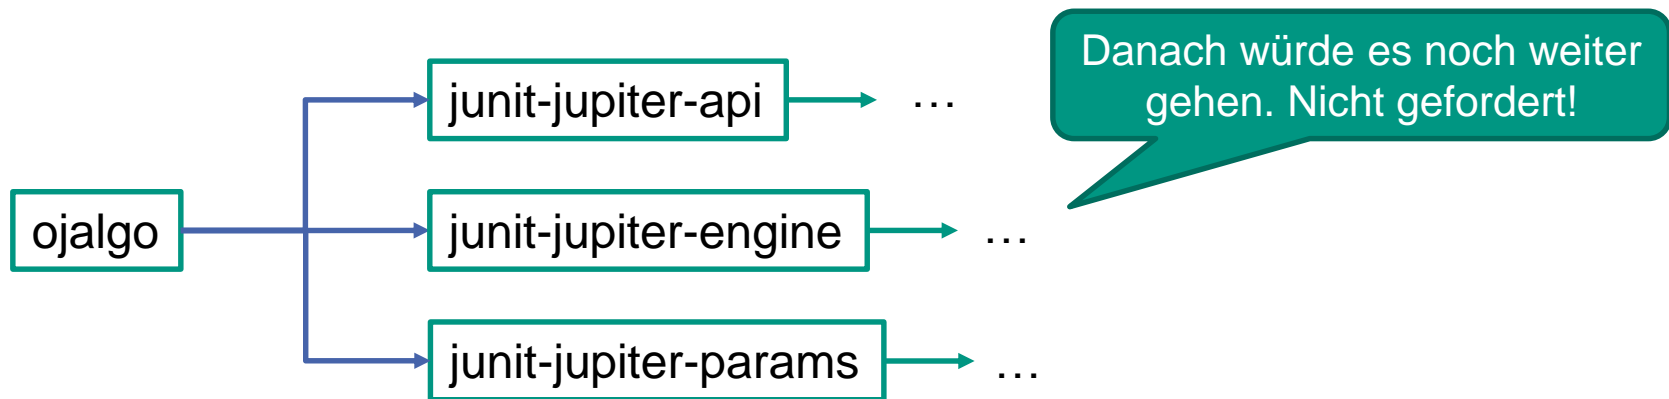 Danach würde es noch weiter
gehen. Nicht gefordert!
junit-jupiter-api
…
ojalgo
junit-jupiter-engine
…
junit-jupiter-params
…